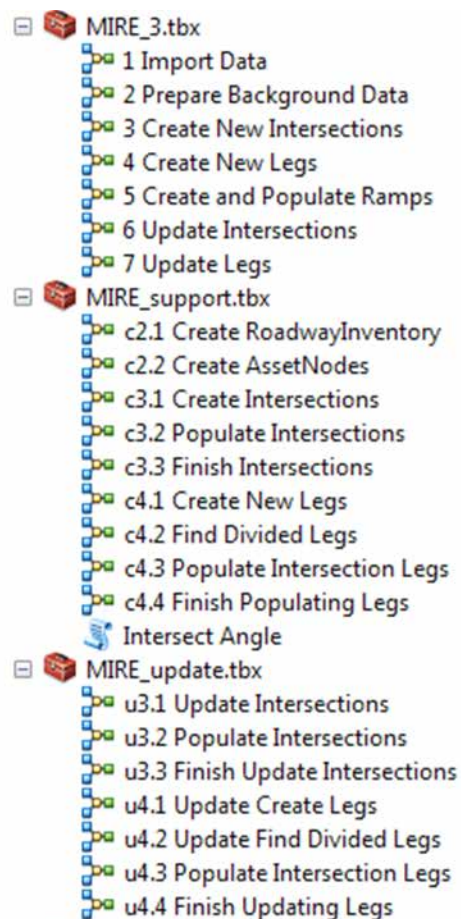 MIRE_3.tbx
1 Import Data
2 Prepare Background Data
3 Create New Intersections
4 Create New Legs
5 Create and Populate Ramps
6 Update Intersections
7 Update Legs
MIRE_support.tbx
c2.1 Create RoadwayInventory
c2.2 Create AssetNodes
c3.1 Create Intersections
c3.2 Populate Intersections
c3.3 Finish Intersections
c4.1 Create New Legs
c4.2 Find Divided Legs
c4.3 Populate Intersection Legs
c4.4 Finish Populating Legs
Intersect Angle
MIRE_update.tbx
u3.1 Update Intersections
u3.2 Populate Intersections
u3.3 Finish Update Intersections
u4.1 Update Create Legs
u4.2 Update Find Divided Legs
u4.3 Populate Intersection Legs
u4.4 Finish Updating Legs